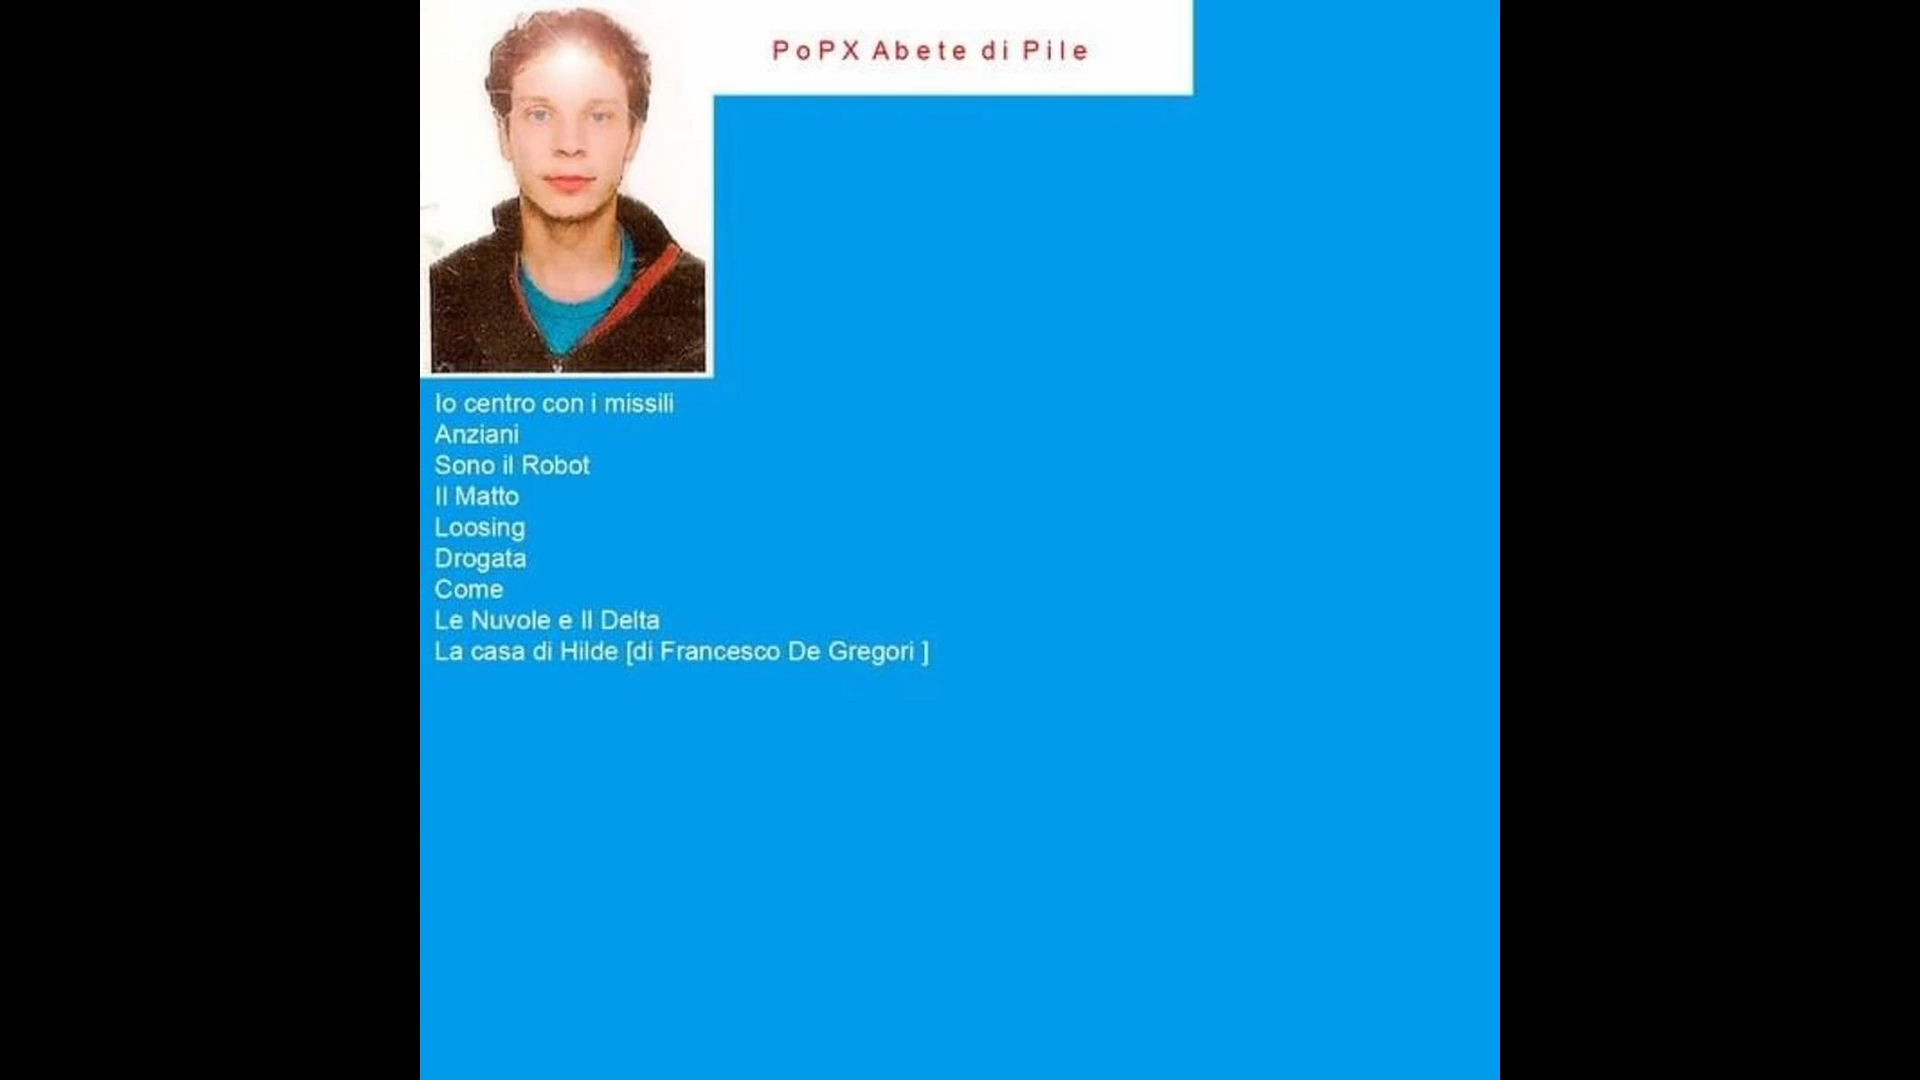 PoPX Abete di Pile
Io centro con i missili
Anziani
Sono il Robot
Il Matto
Loosing
Drogata
Come
Le Nuvole e Il Delta
La casa di Hilde [di Francesco De Gregori ]